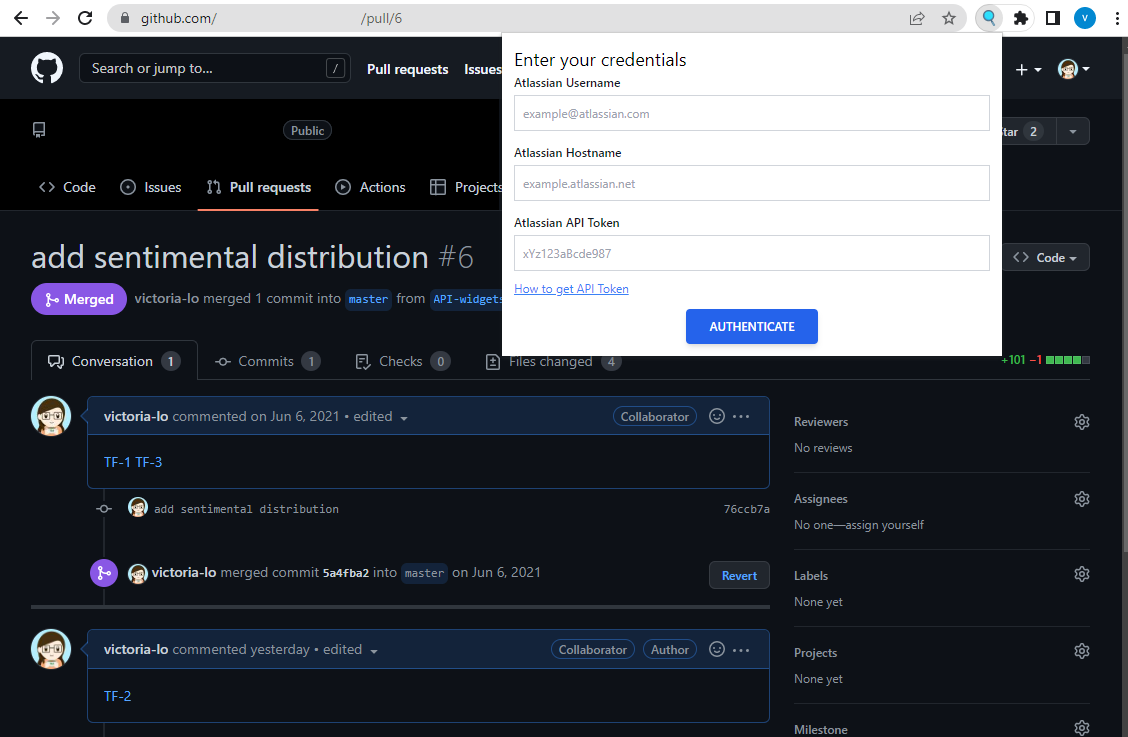 github.com/ /pull/6
V
Search or jump to... /
Pull requests Issues
Public
Star 2
Code Issues Pull requests Actions Projects
Enter your credentials
Atlassian Username
example@atlassian.com
Atlassian Hostname
example.atlassian.net
Atlassian API Token
xYz123aBcde987
How to get API Token
AUTHENTICATE
add sentimental distribution #6
Code
Merged victoria-lo merged 1 commit into master from API-widgets
Conversation 1 Commits 1 Checks 0 Files changed 4
+101 −1
victoria-lo commented on Jun 6, 2021 • edited Collaborator
TF-1 TF-3
add sentimental distribution 76ccb7a
victoria-lo merged commit 5a4fba2 into master on Jun 6, 2021 Revert
victoria-lo commented yesterday • edited Collaborator Author
TF-2
Reviewers
No reviews
Assignees
No one—assign yourself
Labels
None yet
Projects
None yet
Milestone